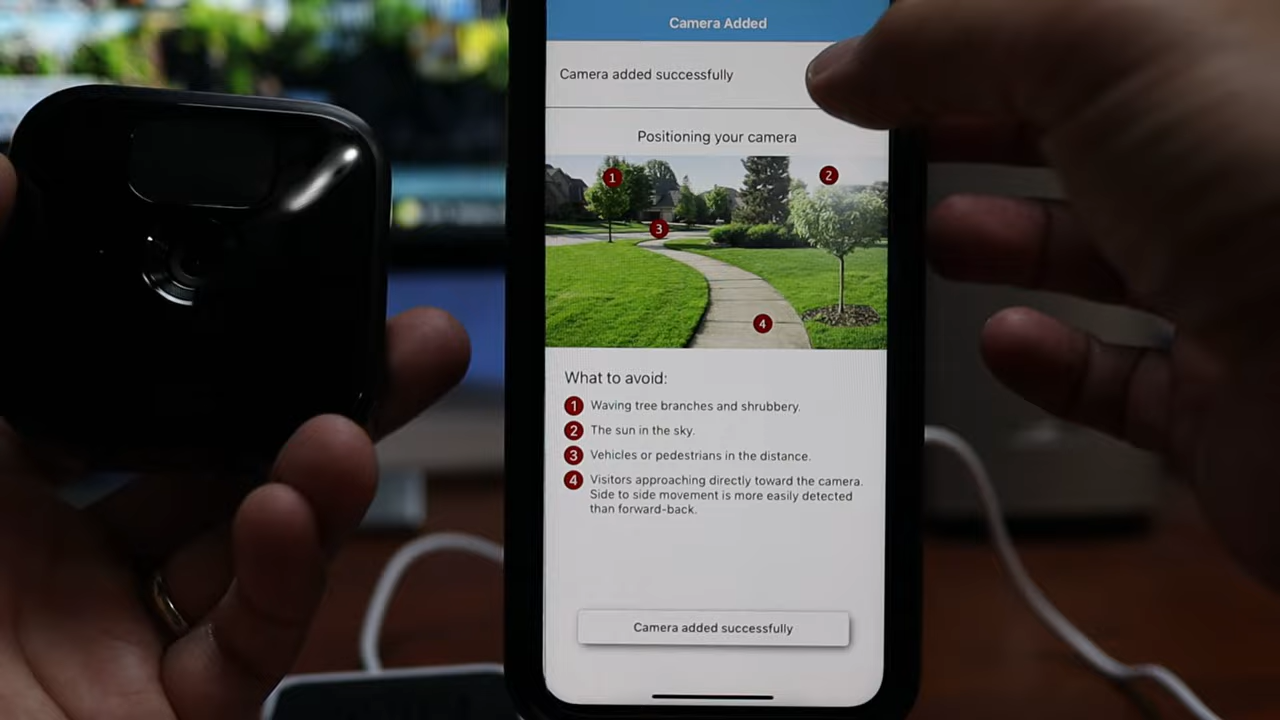 Camera Added
Camera added successfully
Positioning your camera
1
2
3
4
What to avoid:
1 Waving tree branches and shrubbery.
2 The sun in the sky.
3 Vehicles or pedestrians in the distance.
4 Visitors approaching directly toward the camera.
Side to side movement is more easily detected
than forward-back.
Camera added successfully